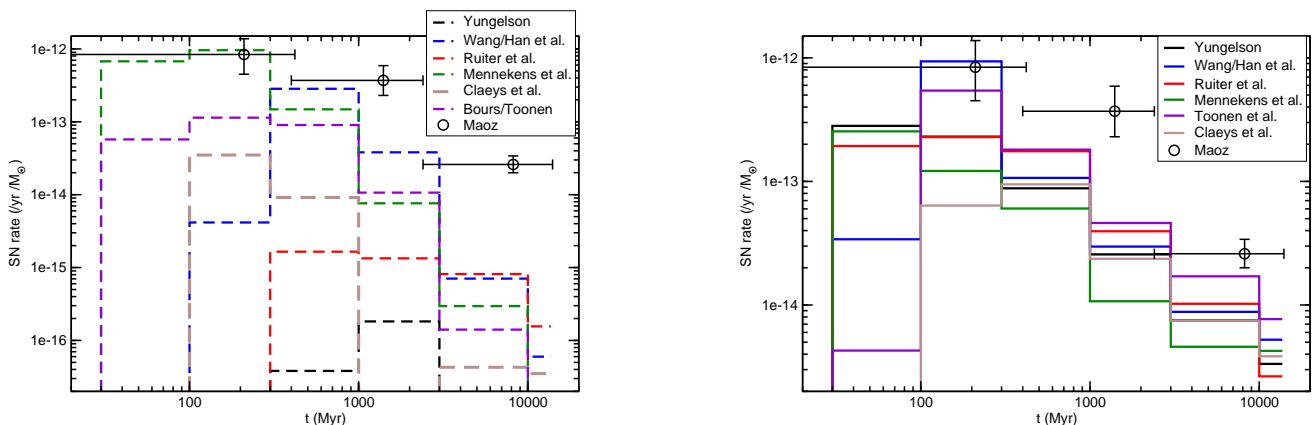 Yungelson
Wang/Han et al.
Ruiter et al.
Mennekens et al.
Claeys et al.
Bours/Toonen
Maoz
SN rate (/yr /M☉)
1e-12
1e-13
1e-14
1e-15
1e-16
100
1000
10000
t (Myr)
Yungelson
Wang/Han et al.
Ruiter et al.
Mennekens et al.
Toonen et al.
Claeys et al.
Maoz
SN rate (/yr /M☉)
1e-12
1e-13
1e-14
100
1000
10000
t (Myr)